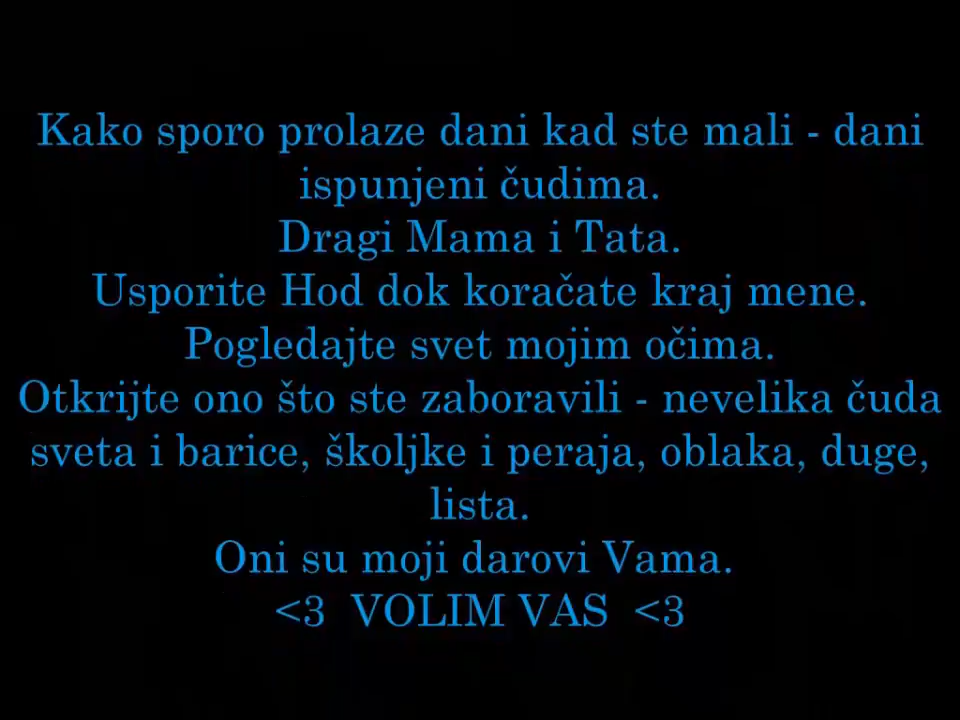 Kako sporo prolaze dani kad ste mali - dani
ispunjeni čudima.
Dragi Mama i Tata.
Usporite Hod dok koračate kraj mene.
Pogledajte svet mojim očima.
Otkrijte ono što ste zaboravili - nevelika čuda
sveta i barice, školjke i peraja, oblaka, duge,
lista.
Oni su moji darovi Vama.
<3 VOLIM VAS <3